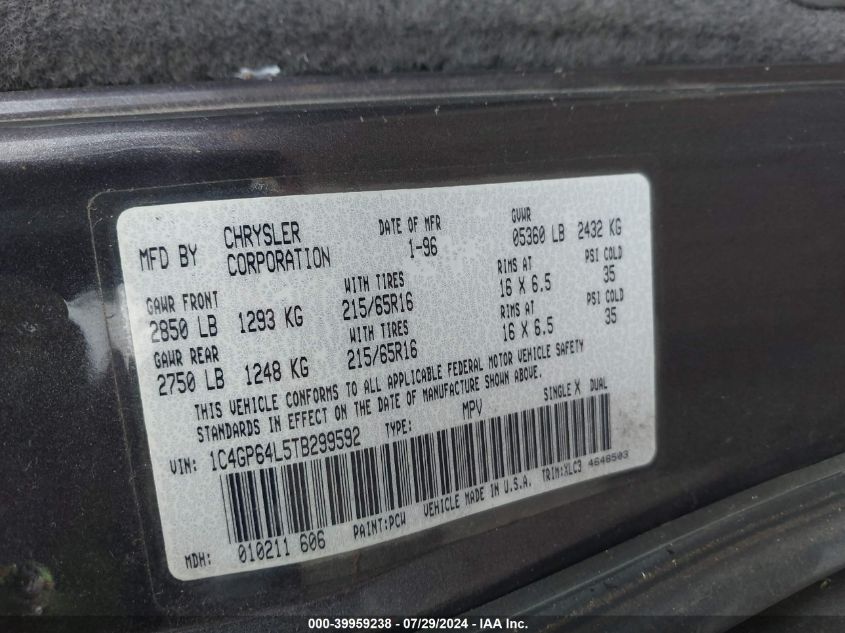 MFD BY CHRYSLER CORPORATION DATE OF MFR 1-96 GVWR 05360 LB 2432 KG
GAWR FRONT WITH TIRES RIMS AT PSI COLD
2850 LB 1293 KG 215/65R16 16 X 6.5 35
GAWR REAR WITH TIRES RIMS AT PSI COLD
2750 LB 1248 KG 215/65R16 16 X 6.5 35
THIS VEHICLE CONFORMS TO ALL APPLICABLE FEDERAL MOTOR VEHICLE SAFETY
STANDARDS IN EFFECT ON THE DATE OF MANUFACTURE SHOWN ABOVE.
VIN: 1C4GP64L5TB299592 TYPE: MPV SINGLE X DUAL
MDH: 010211 606 PAINT:PCW VEHICLE MADE IN U.S.A. TRIM:XLC3 4648503
000-39959238 - 07/29/2024 - IAA Inc.